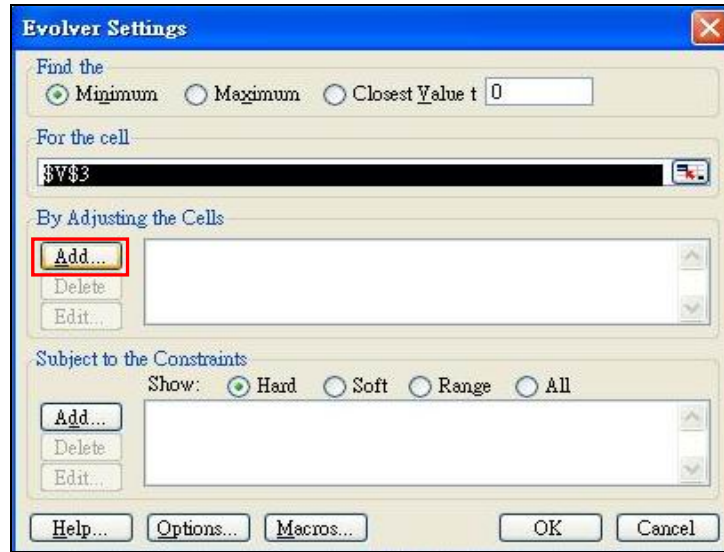 Evolver Settings
Find the
Minimum Maximum Closest Value t 0
For the cell
$V$3
By Adjusting the Cells
Add...
Delete
Edit...
Subject to the Constraints
Show: Hard Soft Range All
Add...
Delete
Edit...
Help... Options... Macros... OK Cancel